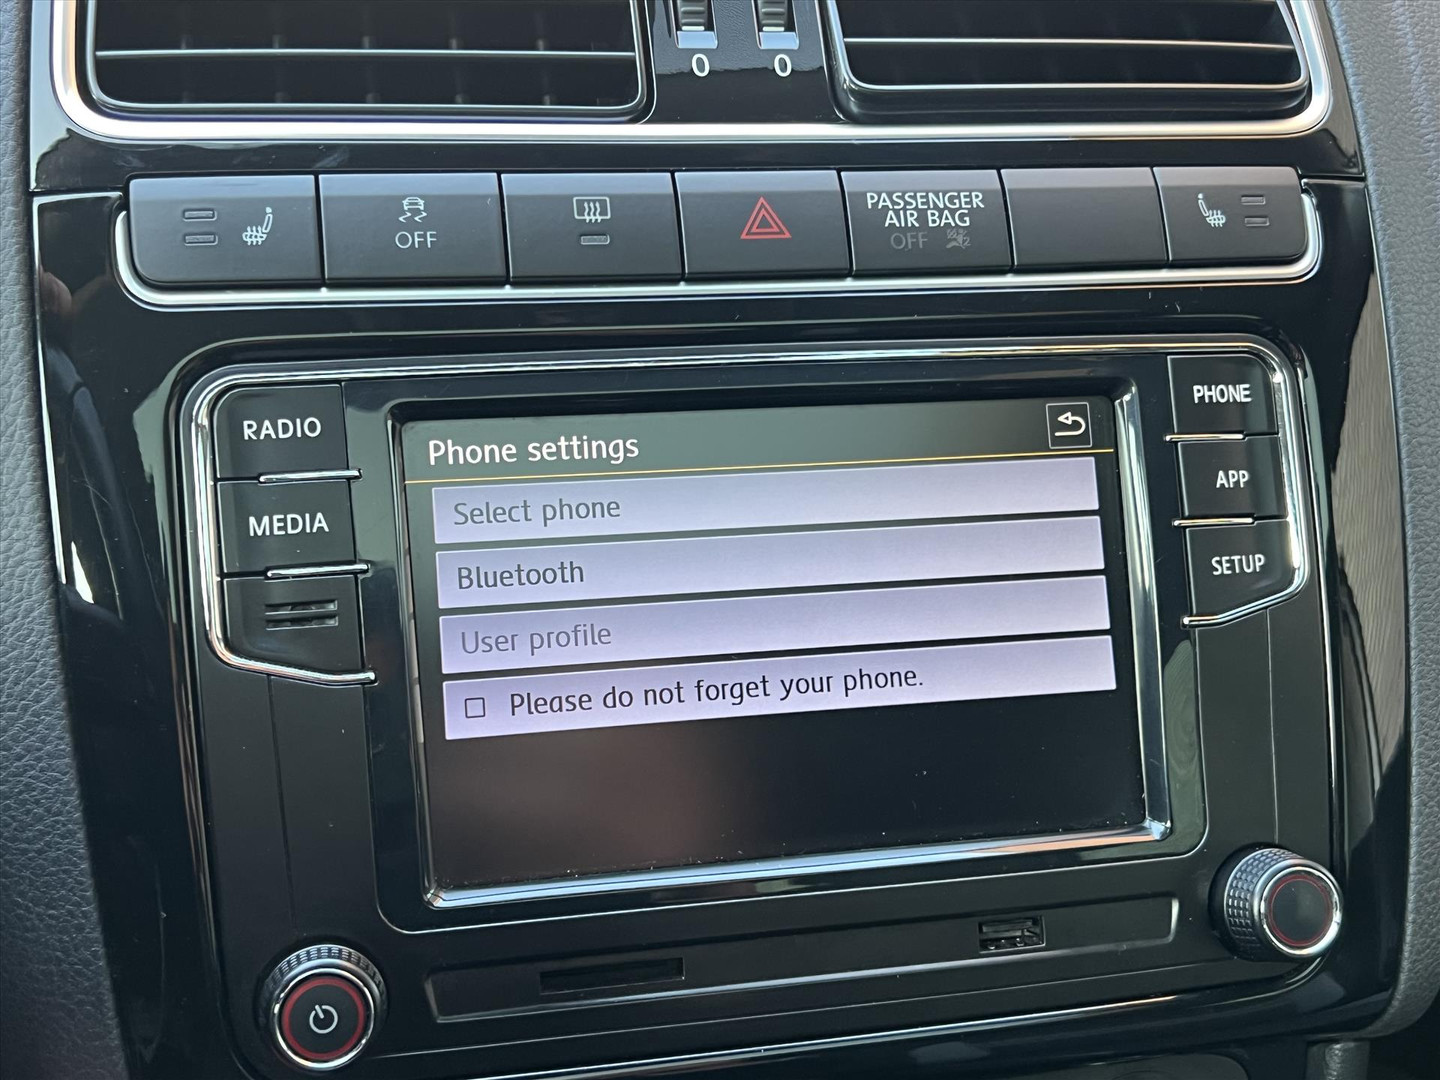 0 0
OFF
PASSENGER
AIR BAG
OFF
RADIO
MEDIA
Phone settings
Select phone
Bluetooth
User profile
Please do not forget your phone.
PHONE
APP
SETUP